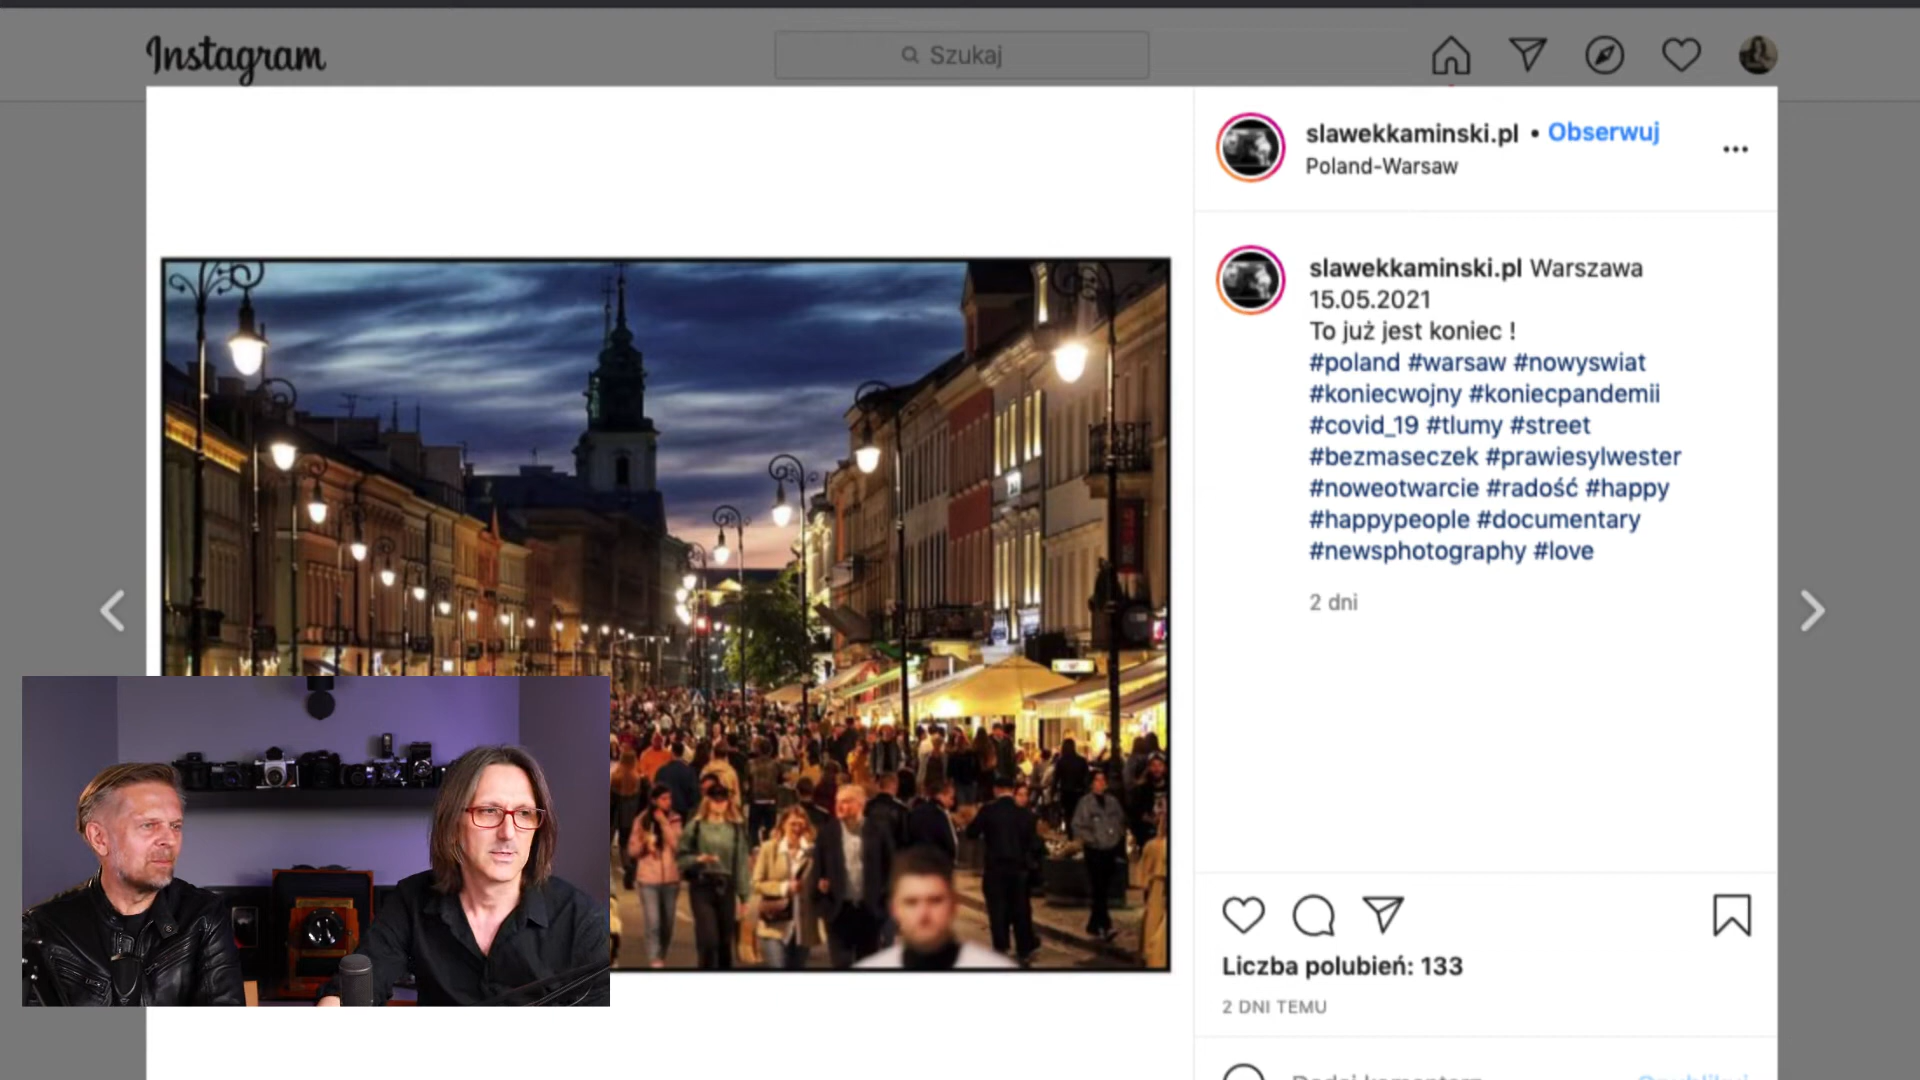 Instagram
Szukaj
slawekkaminski.pl • Obserwuj
Poland-Warsaw
slawekkaminski.pl Warszawa
15.05.2021
To już jest koniec !
#poland #warsaw #nowyswiat
#koniecwojny #koniecpandemii
#covid_19 #tlumy #street
#bezmaseczek #prawiesylwester
#noweotwarcie #radość #happy
#happypeople #documentary
#newsphotography #love
2 dni
Liczba polubień: 133
2 DNI TEMU